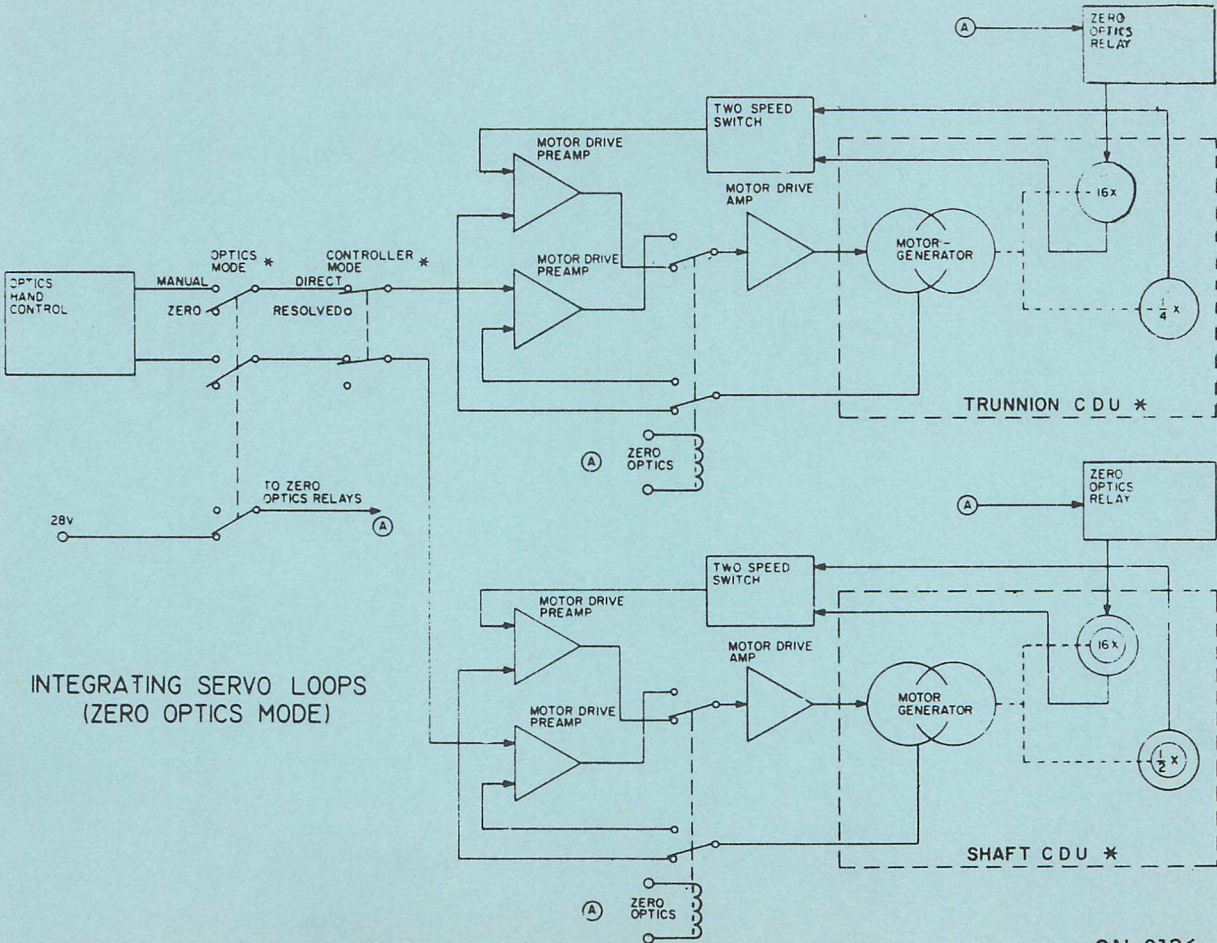 ZERO
OPTICS
RELAY
A
TWO SPEED
SWITCH
MOTOR DRIVE
PREAMP
MOTOR DRIVE
AMP
16x
OPTICS
MODE *
CONTROLLER
MODE *
MOTOR-
GENERATOR
MOTOR DRIVE
PREAMP
OPTICS
HAND
CONTROL
MANUAL
DIRECT
ZERO
RESOLVED
1/4 x
TRUNNION CDU *
A
ZERO
OPTICS
ZERO
OPTICS
RELAY
TO ZERO
OPTICS RELAYS
28V
A
A
TWO SPEED
SWITCH
MOTOR DRIVE
PREAMP
MOTOR DRIVE
AMP
16x
INTEGRATING SERVO LOOPS
(ZERO OPTICS MODE)
MOTOR DRIVE
PREAMP
MOTOR
GENERATOR
1/2 x
SHAFT CDU *
A
ZERO
OPTICS